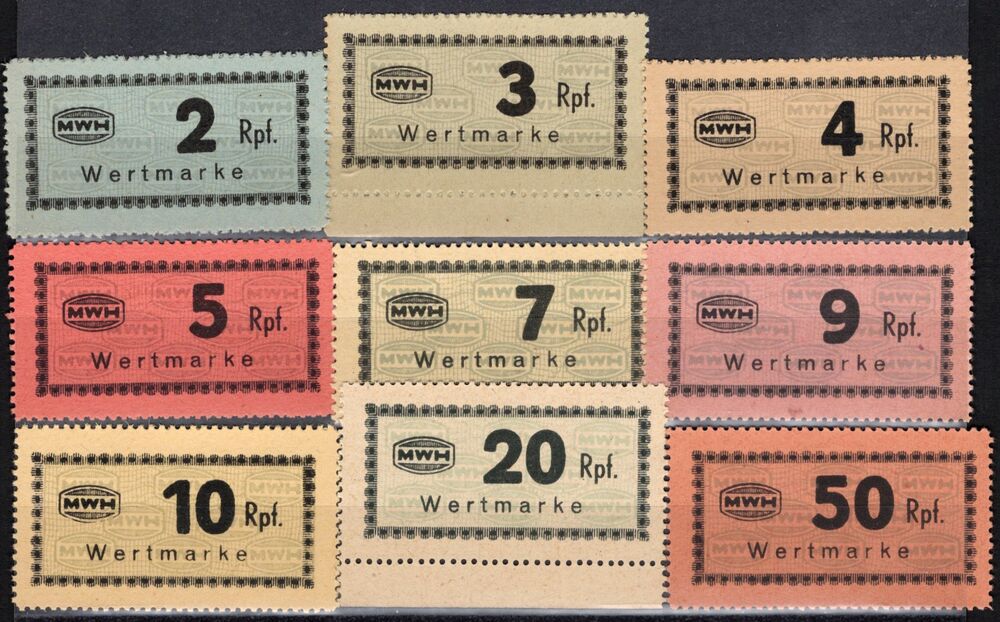 MWH 2 Rpf.
Wertmarke
MWH 3 Rpf.
Wertmarke
MWH 4 Rpf.
Wertmarke
MWH 5 Rpf.
Wertmarke
MWH 7 Rpf.
Wertmarke
MWH 9 Rpf.
Wertmarke
MWH 10 Rpf.
Wertmarke
MWH 20 Rpf.
Wertmarke
MWH 50 Rpf.
Wertmarke